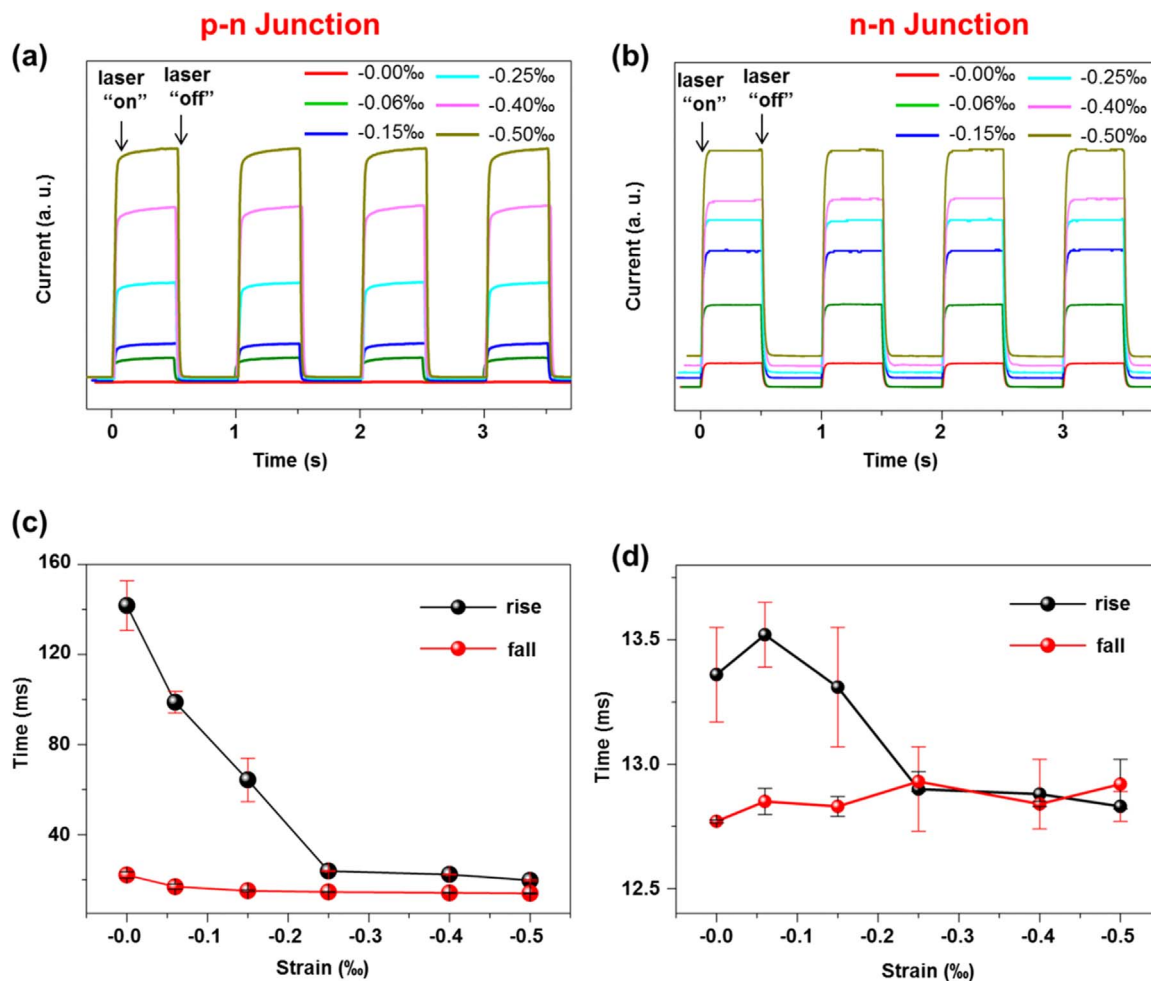 p-n Junction
n-n Junction
(a)
laser
“on”
laser
“off”
-0.00‰
-0.25‰
-0.06‰
-0.40‰
-0.15‰
-0.50‰
Current (a. u.)
0
1
2
3
Time (s)
(b)
laser
“on”
laser
“off”
-0.00‰
-0.25‰
-0.06‰
-0.40‰
-0.15‰
-0.50‰
Current (a. u.)
0
1
2
3
Time (s)
(c)
160
120
80
40
Time (ms)
rise
fall
-0.0
-0.1
-0.2
-0.3
-0.4
-0.5
Strain (‰)
(d)
13.5
13.0
12.5
Time (ms)
rise
fall
-0.0
-0.1
-0.2
-0.3
-0.4
-0.5
Strain (‰)